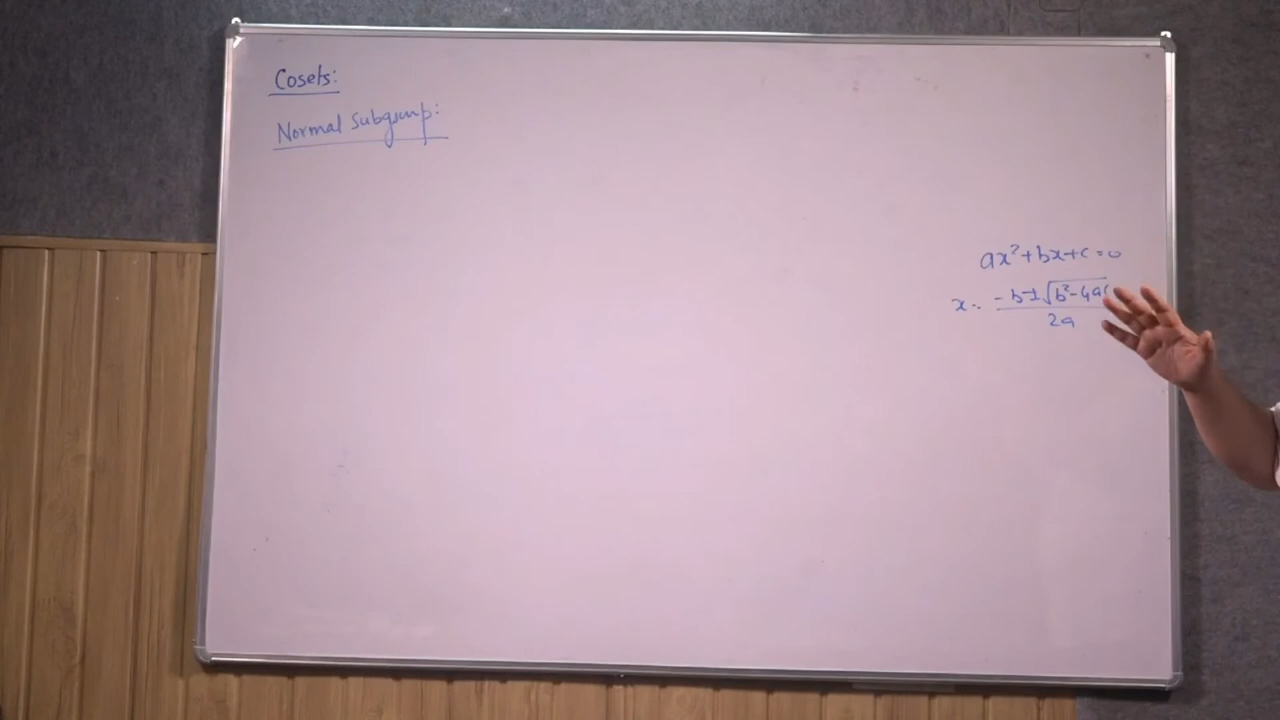 Cosets:
Normal Subgroup:
ax²+bx+c=0
x = -b±√b²-4ac / 2a